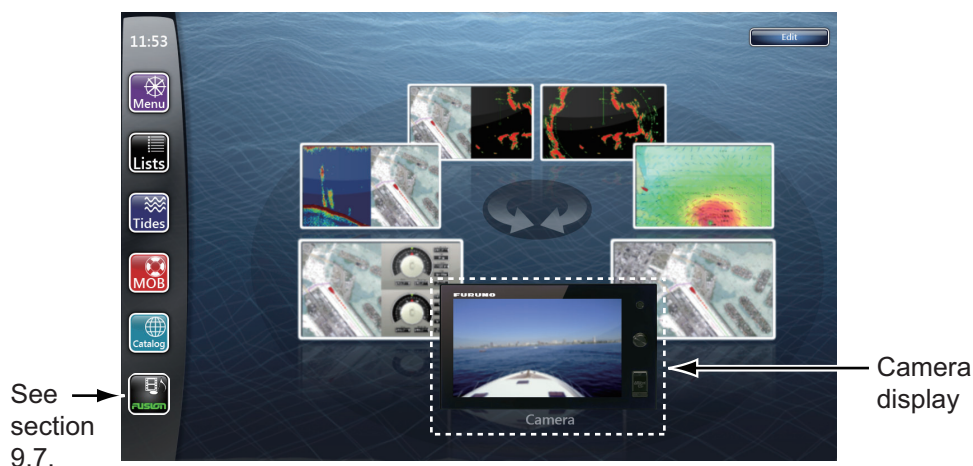 11:53
Edit
Menu
Lists
Tides
MOB
Catalog
FUSION
FURUNO
Camera
See
section
9.7.
Camera
display